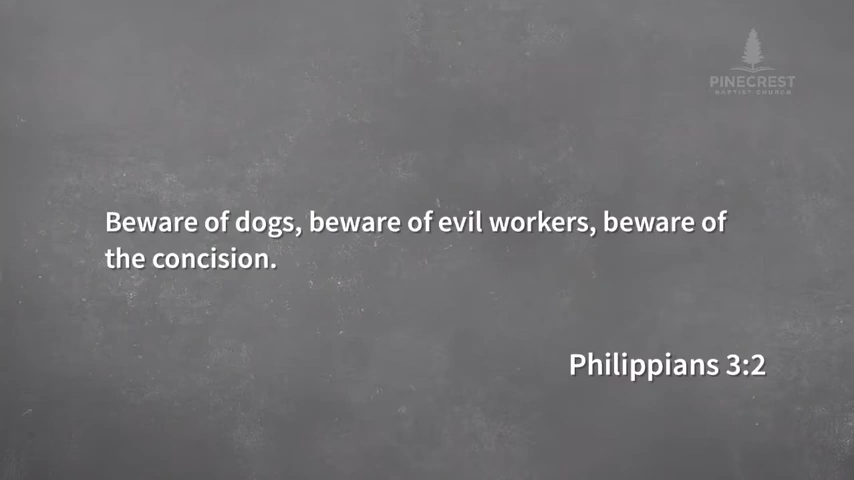 PINECREST
BAPTIST CHURCH
Beware of dogs, beware of evil workers, beware of
the concision.
Philippians 3:2